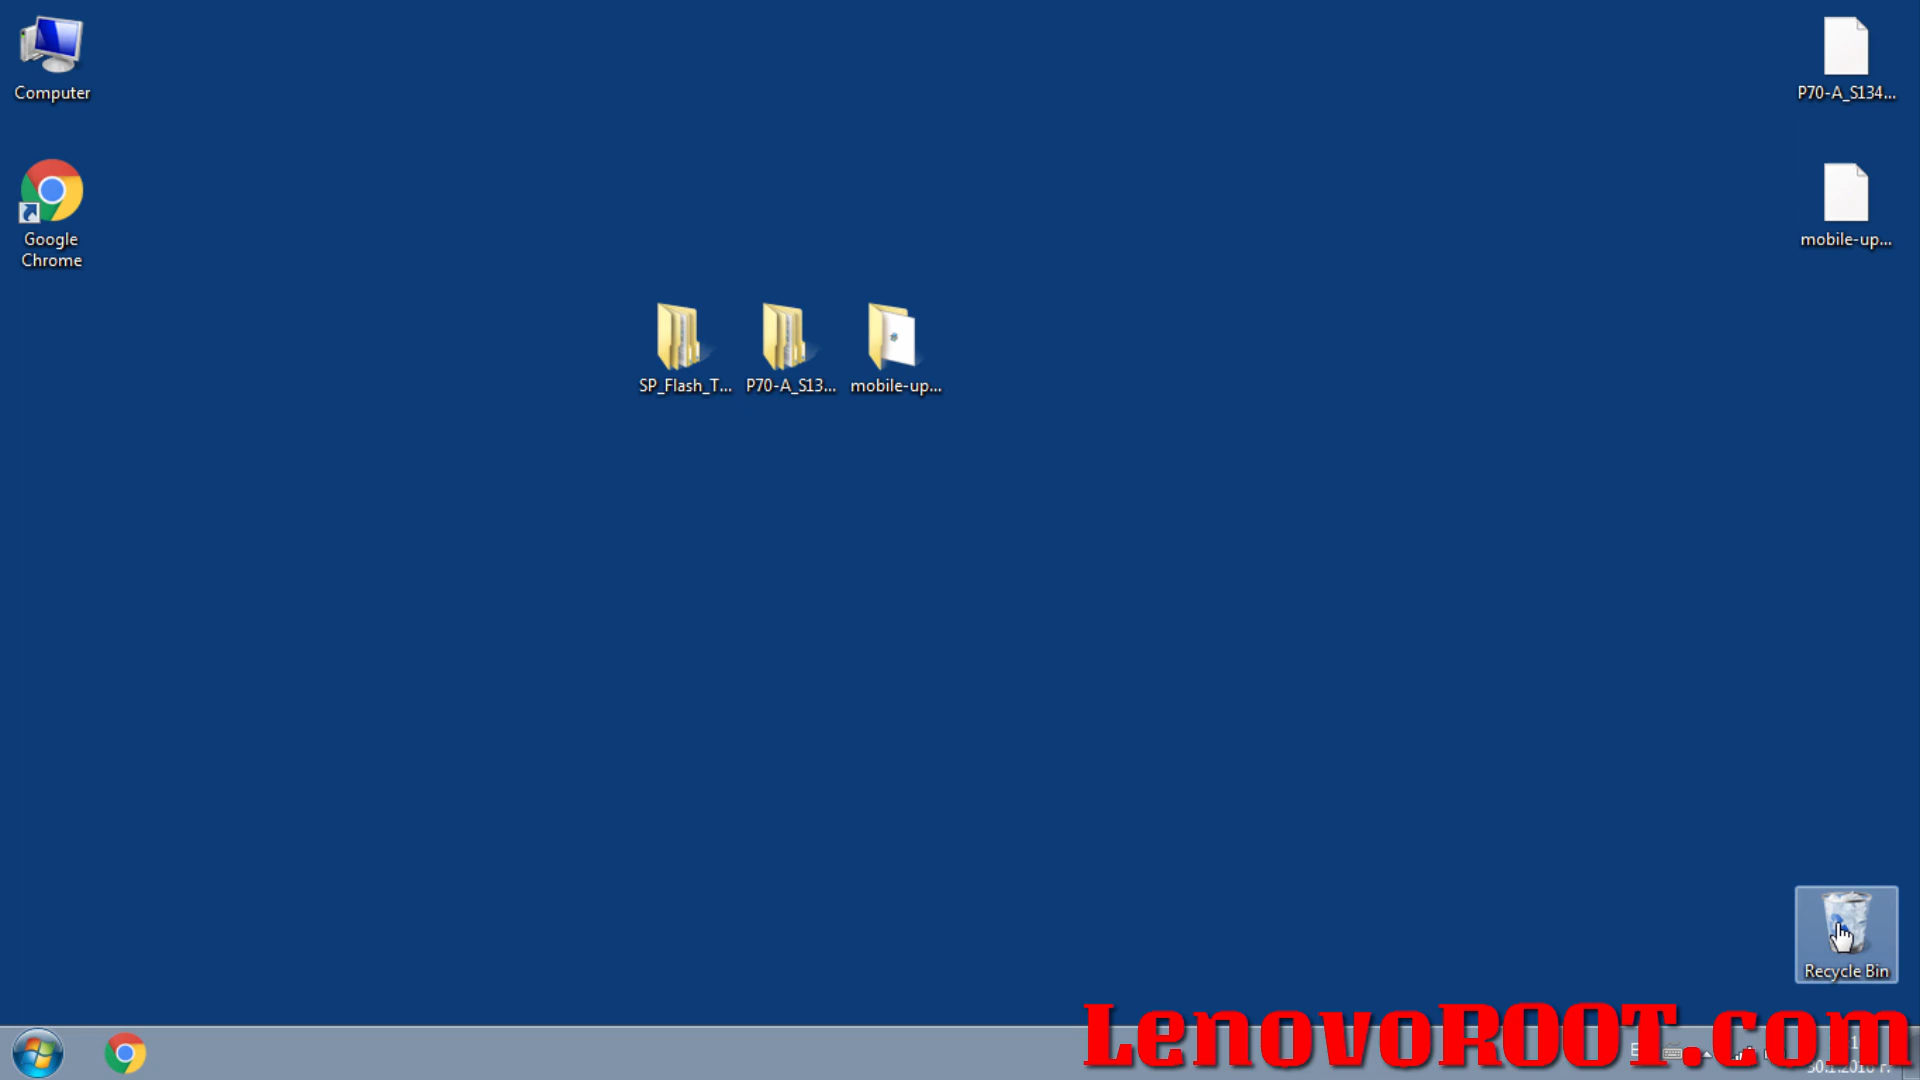 Computer
P70-A_S134...
Google
Chrome
mobile-up...
SP_Flash_T...
P70-A_S13...
mobile-up...
Recycle Bin
LenovoROOT.com